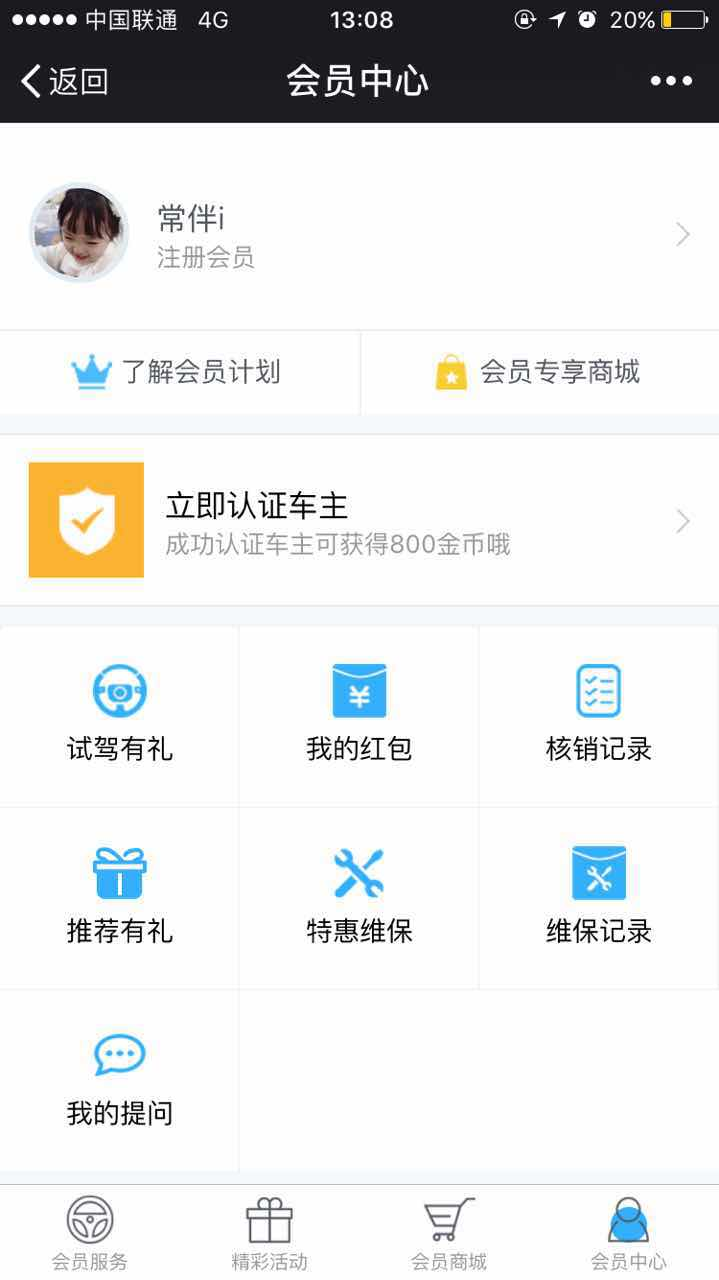 中国联通 4G 13:08 20%
返回 会员中心
常伴i
注册会员
了解会员计划 会员专享商城
立即认证车主
成功认证车主可获得800金币哦
¥
试驾有礼 我的红包 核销记录
推荐有礼 特惠维保 维保记录
我的提问
会员服务 精彩活动 会员商城 会员中心